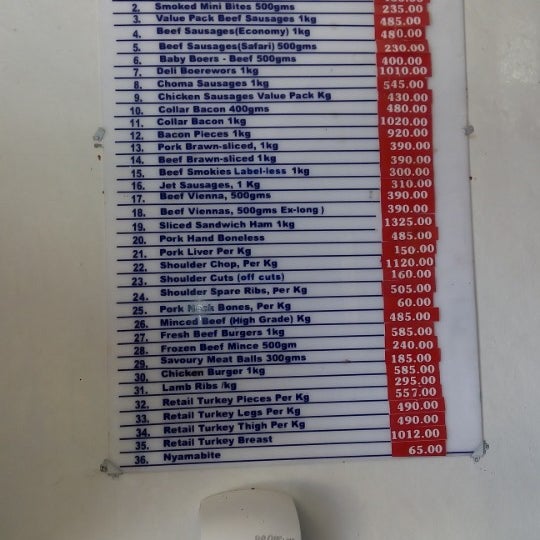 2. Smoked Mini Bites 500gms 235.00
3. Value Pack Beef Sausages 1kg 485.00
4. Beef Sausages(Economy) 1kg 480.00
5. Beef Sausages(Safari) 500gms 230.00
6. Baby Boers - Beef 500gms 400.00
7. Deli Boerewors 1kg 1010.00
8. Choma Sausages 1kg 545.00
9. Chicken Sausages Value Pack Kg 430.00
10. Collar Bacon 400gms 480.00
11. Collar Bacon 1kg 1020.00
12. Bacon Pieces 1kg 920.00
13. Pork Brawn-sliced, 1kg 390.00
14. Beef Brawn-sliced 1kg 390.00
15. Beef Smokies Label-less 1kg 300.00
16. Jet Sausages, 1 Kg 310.00
17. Beef Vienna, 500gms 390.00
18. Beef Viennas, 500gms Ex-long ) 390.00
19. Sliced Sandwich Ham 1kg 1325.00
20. Pork Hand Boneless 485.00
21. Pork Liver Per Kg 150.00
22. Shoulder Chop, Per Kg 1120.00
23. Shoulder Cuts (off cuts) 160.00
24. Shoulder Spare Ribs, Per Kg 505.00
25. Pork Neck Bones, Per Kg 60.00
26. Minced Beef (High Grade) Kg 485.00
27. Fresh Beef Burgers 1kg 585.00
28. Frozen Beef Mince 500gm 240.00
29. Savoury Meat Balls 300gms 185.00
30. Chicken Burger 1kg 585.00
31. Lamb Ribs /kg 295.00
32. Retail Turkey Pieces Per Kg 557.00
33. Retail Turkey Legs Per Kg 490.00
34. Retail Turkey Thigh Per Kg 490.00
35. Retail Turkey Breast 1012.00
36. Nyamabite 65.00